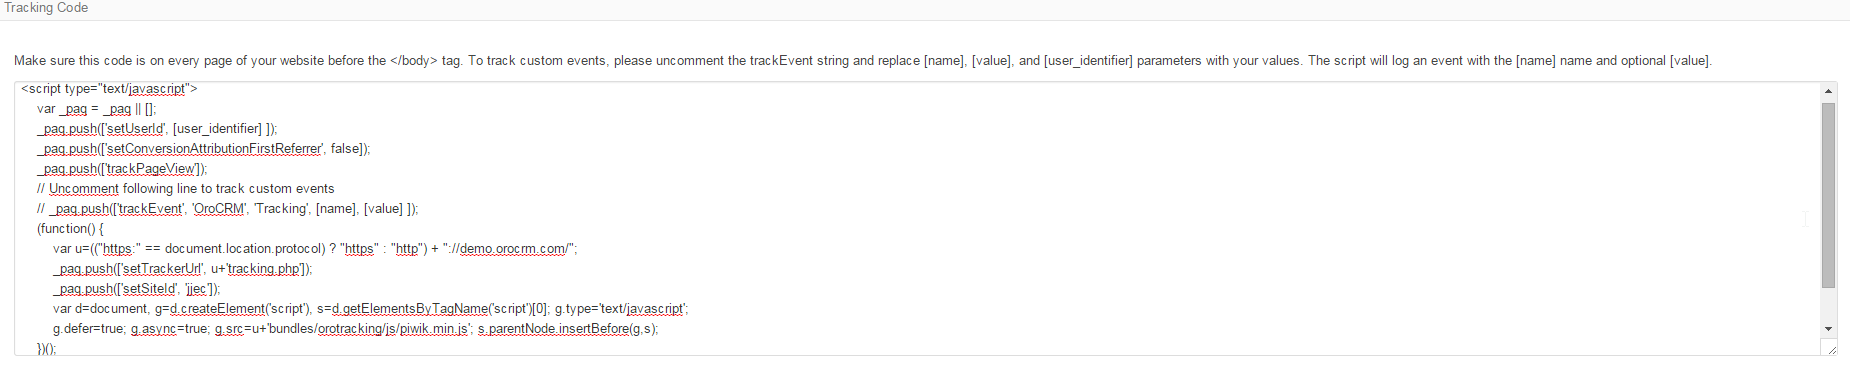 Tracking Code
Make sure this code is on every page of your website before the </body> tag. To track custom events, please uncomment the trackEvent string and replace [name], [value], and [user_identifier] parameters with your values. The script will log an event with the [name] name and optional [value].
<script type="text/javascript">
var _paq = _paq || [];
_paq.push(['setUserId', [user_identifier] ]);
_paq.push(['setConversionAttributionFirstReferrer', false]);
_paq.push(['trackPageView']);
// Uncomment following line to track custom events
// _paq.push(['trackEvent', 'OroCRM', 'Tracking', [name], [value] ]);
(function() {
var u=(("https:" == document.location.protocol) ? "https" : "http") + "://demo.orocrm.com/";
_paq.push(['setTrackerUrl', u+'tracking.php']);
_paq.push(['setSiteId', 'jjec']);
var d=document, g=d.createElement('script'), s=d.getElementsByTagName('script')[0]; g.type='text/javascript';
g.defer=true; g.async=true; g.src=u+'bundles/orotracking/js/piwik.min.js'; s.parentNode.insertBefore(g,s);
})();